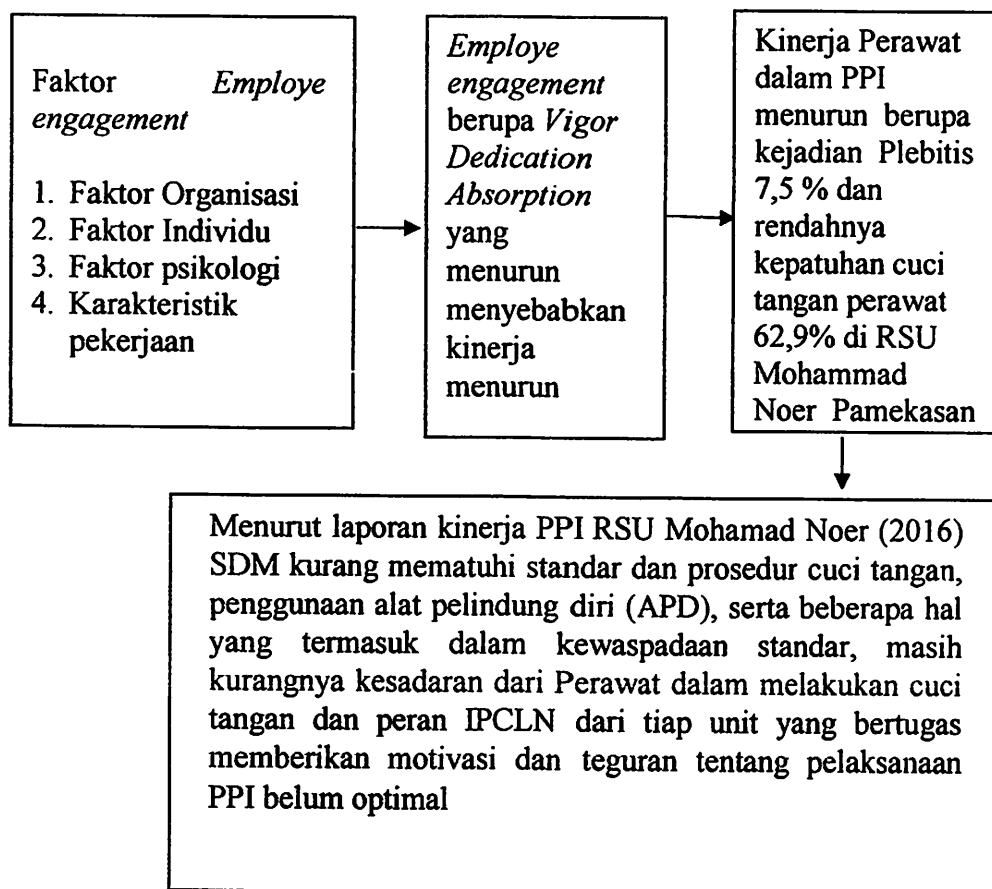 Faktor Employe
engagement
1. Faktor Organisasi
2. Faktor Individu
3. Faktor psikologi
4. Karakteristik
pekerjaan
Employe
engagement
berupa Vigor
Dedication
Absorption
yang
menurun
menyebabkan
kinerja
menurun
Kinerja Perawat
dalam PPI
menurun berupa
kejadian Plebitis
7,5 % dan
rendahnya
kepatuhan cuci
tangan perawat
62,9% di RSU
Mohammad
Noer Pamekasan
Menurut laporan kinerja PPI RSU Mohamad Noer (2016)
SDM kurang mematuhi standar dan prosedur cuci tangan,
penggunaan alat pelindung diri (APD), serta beberapa hal
yang termasuk dalam kewaspadaan standar, masih
kurangnya kesadaran dari Perawat dalam melakukan cuci
tangan dan peran IPCLN dari tiap unit yang bertugas
memberikan motivasi dan teguran tentang pelaksanaan
PPI belum optimal